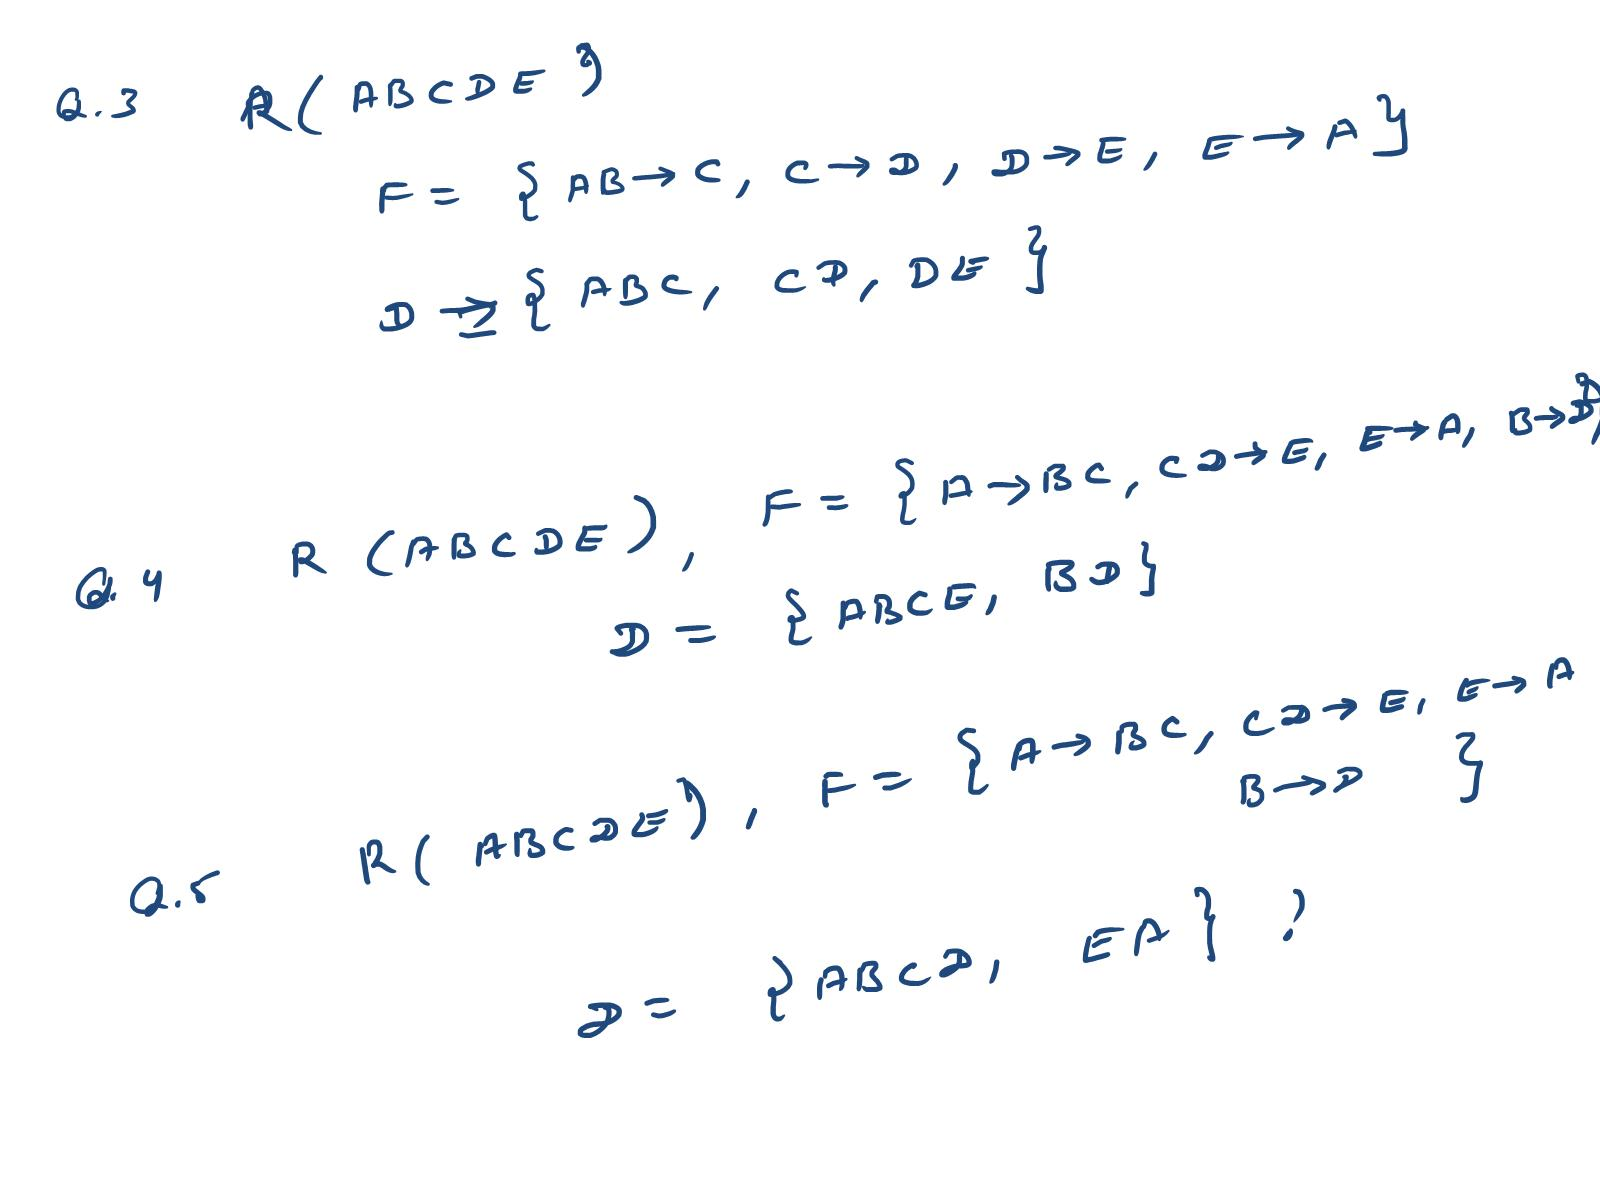 Q.3 R( ABCDE )
F = { AB→C, C→D, D→E, E→A }
D = { ABC, CD, DE }
Q.4 R (ABCDE), F = { A→BC, CD→E, E→A, B→D,
D = { ABCE, BD }
Q.5 R( ABCDE ), F = { A→BC, CD→E, E→A
B→D }
D = { ABCD, EA } ?